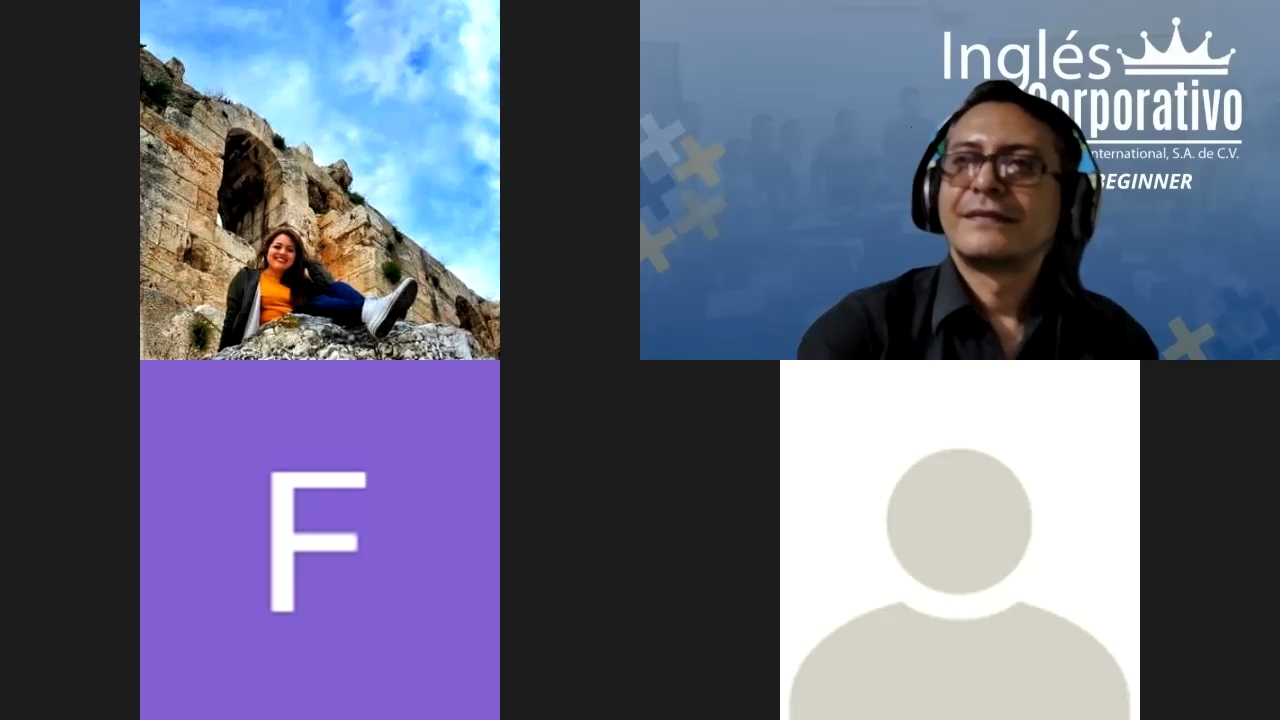 Inglés
Corporativo
International, S.A. de C.V.
BEGINNER
F